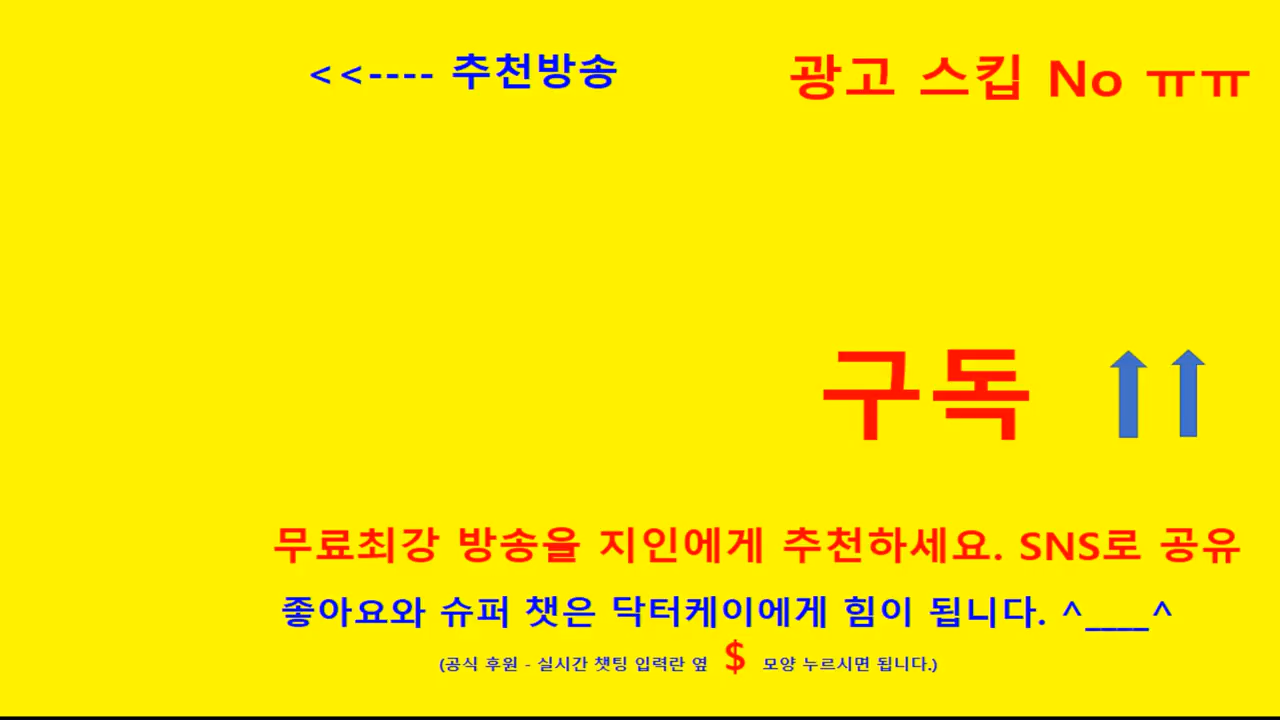 <<---- 추천방송
광고 스킵 No ㅠㅠ
구독
무료최강 방송을 지인에게 추천하세요. SNS로 공유
좋아요와 슈퍼 챗은 닥터케이에게 힘이 됩니다. ^____^
(공식 후원 - 실시간 챗팅 입력란 옆 $ 모양 누르시면 됩니다.)